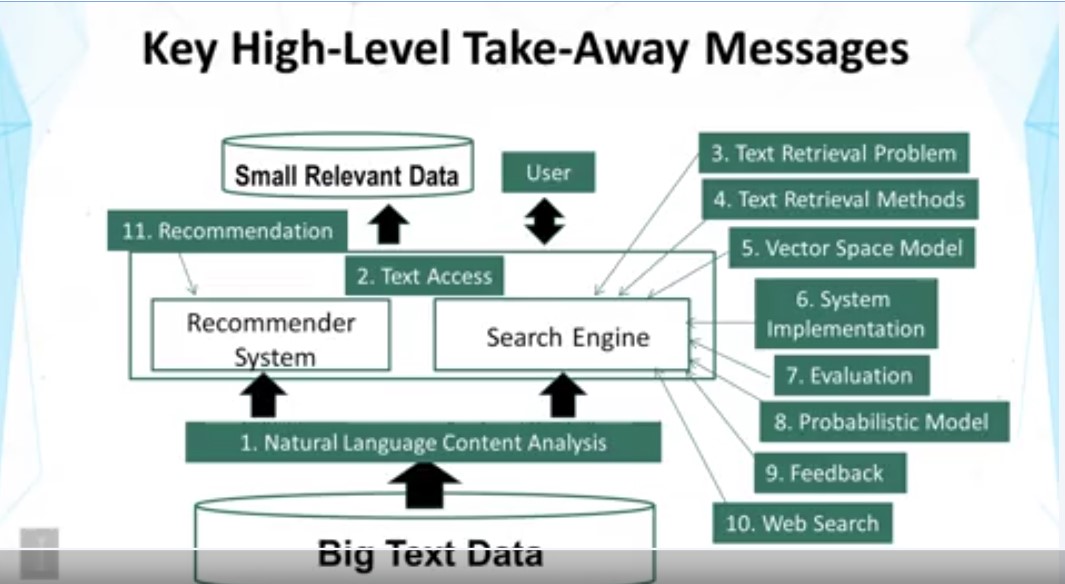 Key High-Level Take-Away Messages
Small Relevant Data
User
3. Text Retrieval Problem
4. Text Retrieval Methods
11. Recommendation
5. Vector Space Model
2. Text Access
6. System
Implementation
Recommender
System
Search Engine
7. Evaluation
8. Probabilistic Model
1. Natural Language Content Analysis
9. Feedback
10. Web Search
Big Text Data
I